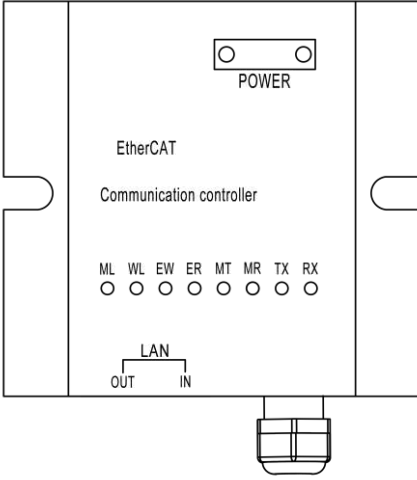 POWER
EtherCAT
Communication controller
ML WL EW ER MT MR TX RX
LAN
OUT IN